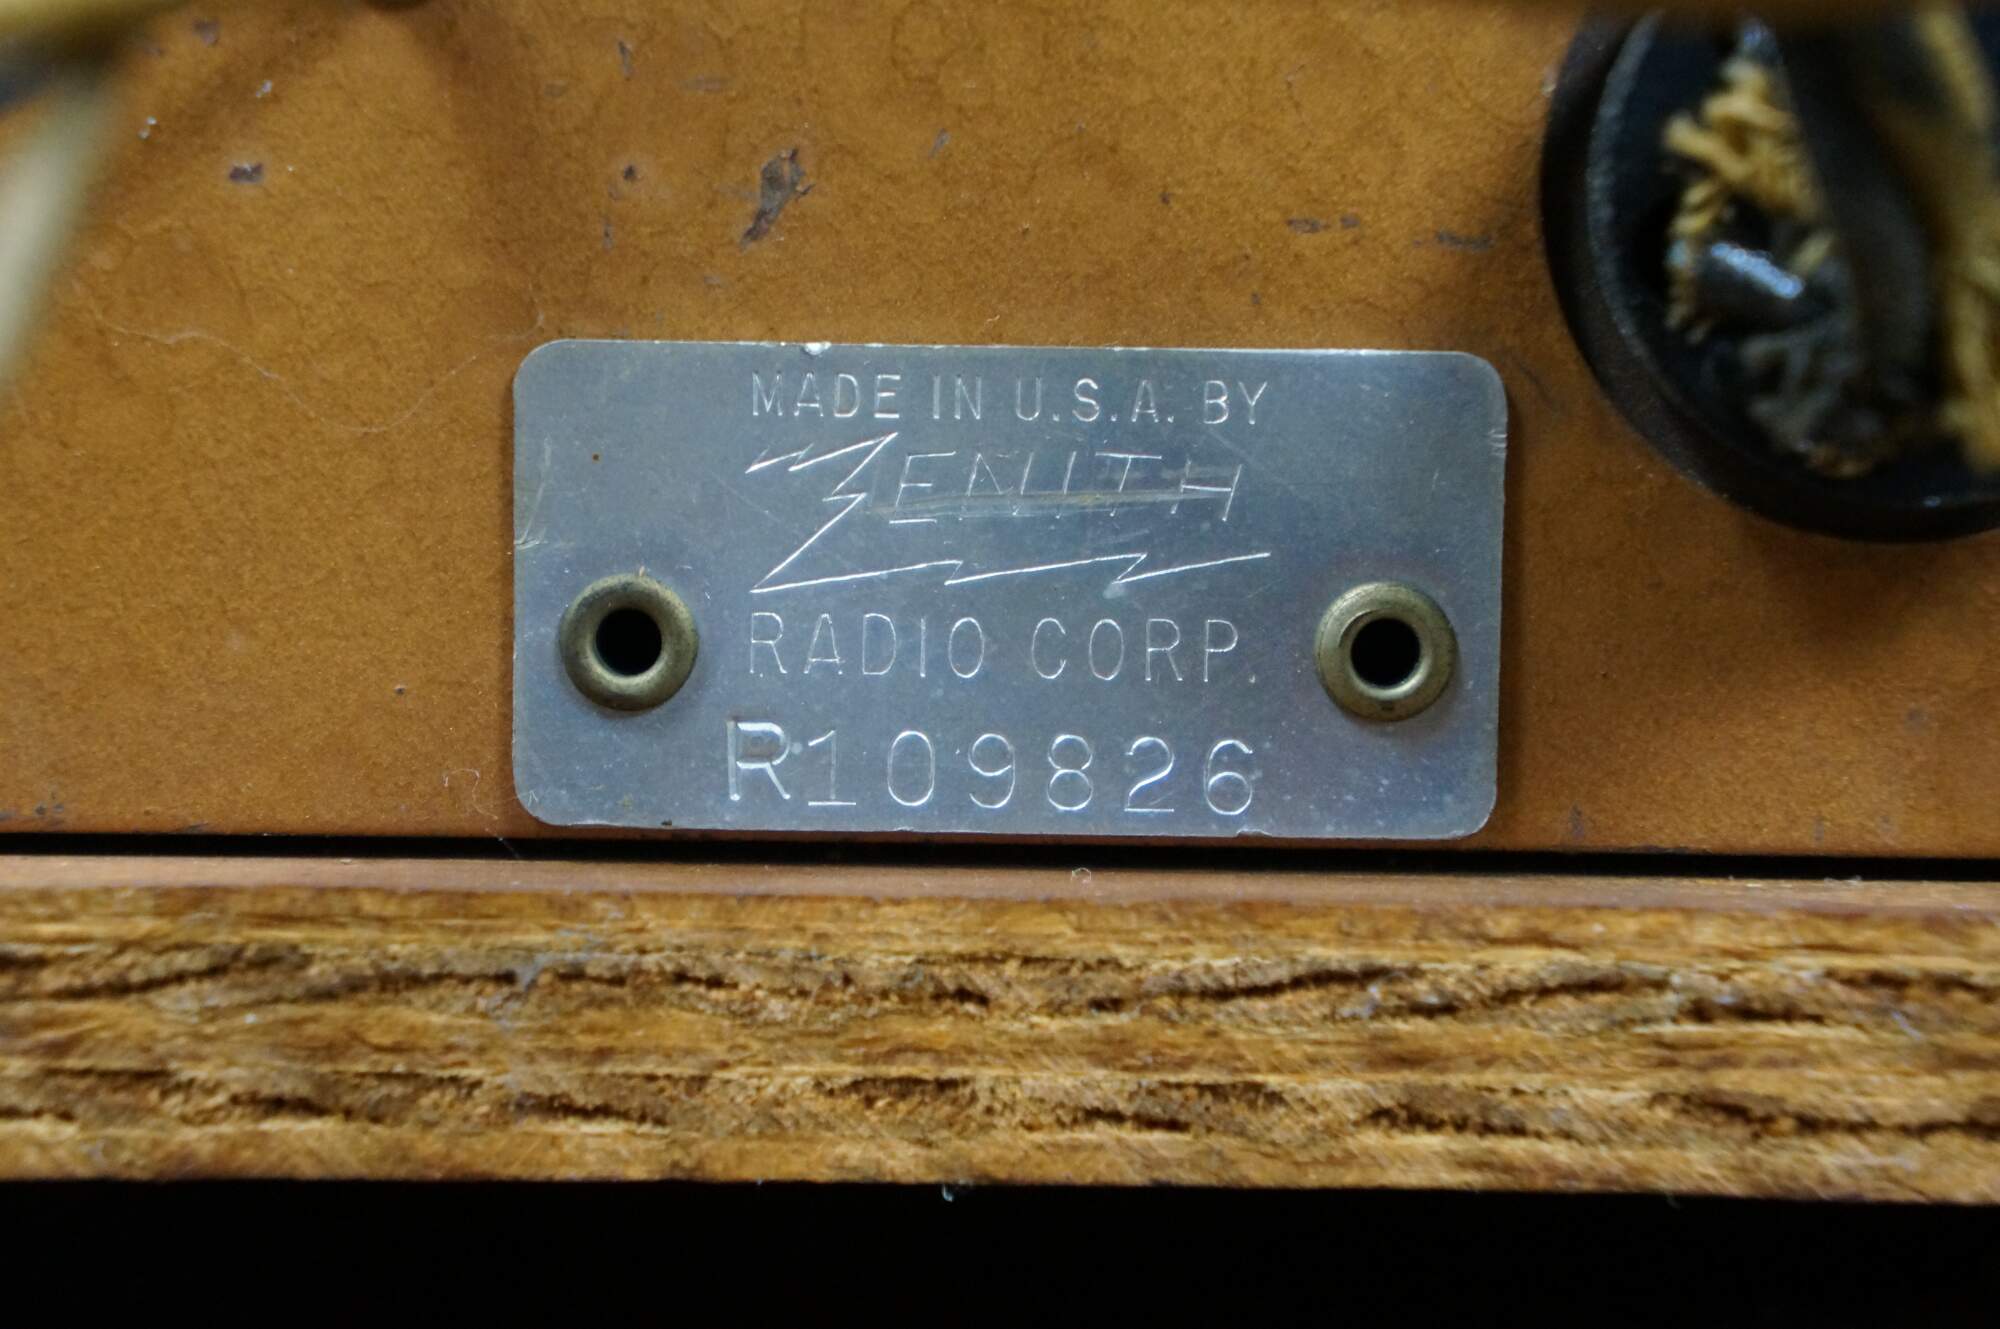 MADE IN U.S.A. BY
ZENITH
RADIO CORP.
R109826